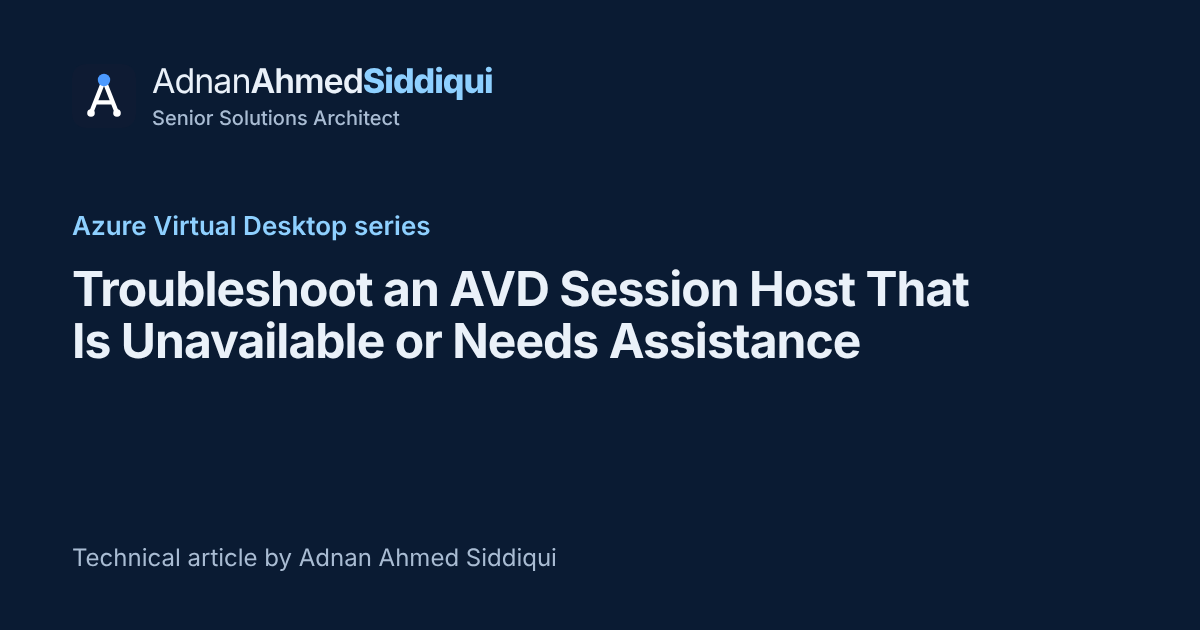 AdnanAhmedSiddiqui
Senior Solutions Architect
Azure Virtual Desktop series
Troubleshoot an AVD Session Host That
Is Unavailable or Needs Assistance
Technical article by Adnan Ahmed Siddiqui